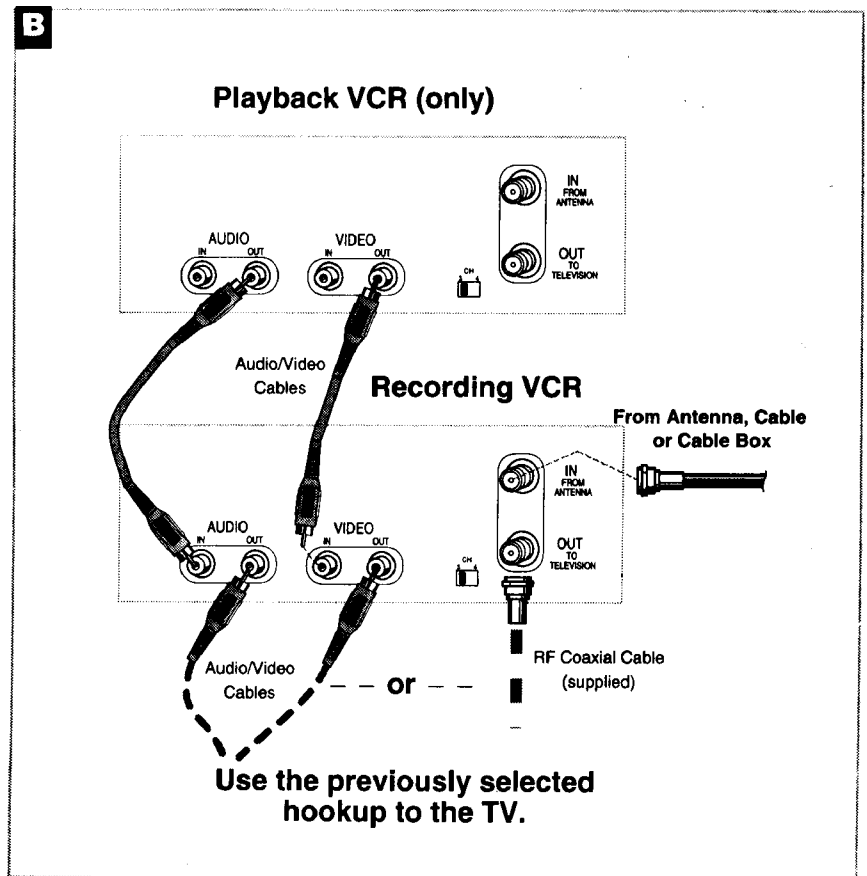 B
Playback VCR (only)
IN
FROM
ANTENNA
AUDIO
IN OUT
VIDEO
IN OUT
CH
OUT
TO
TELEVISION
Audio/Video
Cables
Recording VCR
From Antenna, Cable
or Cable Box
IN
FROM
ANTENNA
AUDIO
IN OUT
VIDEO
IN OUT
CH
OUT
TO
TELEVISION
Audio/Video
Cables
or
RF Coaxial Cable
(supplied)
Use the previously selected
hookup to the TV.